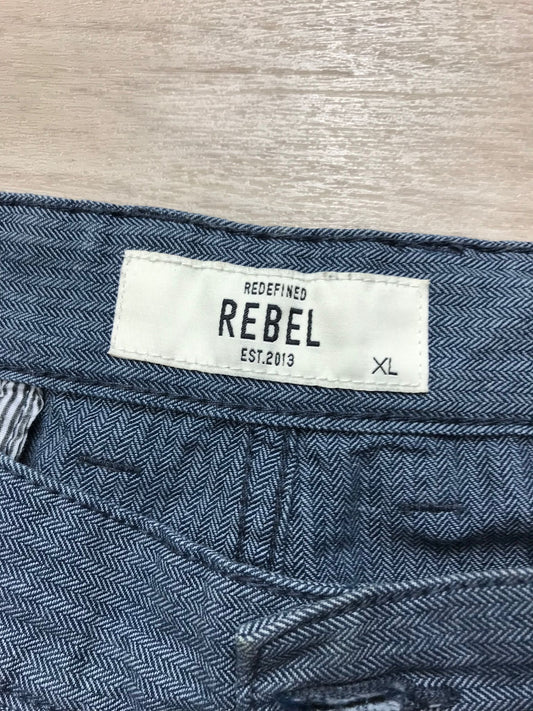 REDEFINED
REBEL
EST.2013
XL